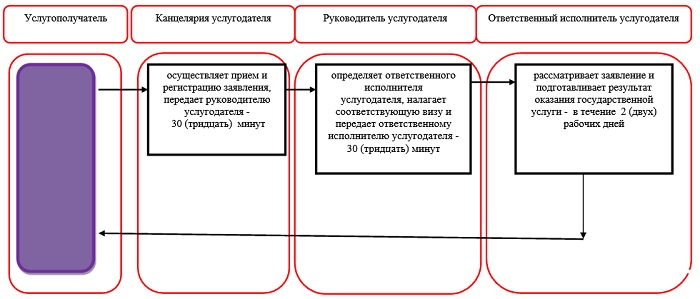 Услугополучатель
Канцелярия услугодателя
Руководитель услугодателя
Ответственный исполнитель услугодателя
осуществляет прием и
регистрацию заявления,
передает руководителю
услугодателя -
30 (тридцать) минут
определяет ответственного
исполнителя
услугодателя, налагает
соответствующую визу и
передает ответственному
исполнителю услугодателя -
30 (тридцать) минут
рассматривает заявление и
подготавливает результат
оказания государственной
услуги - в течение 2 (двух)
рабочих дней